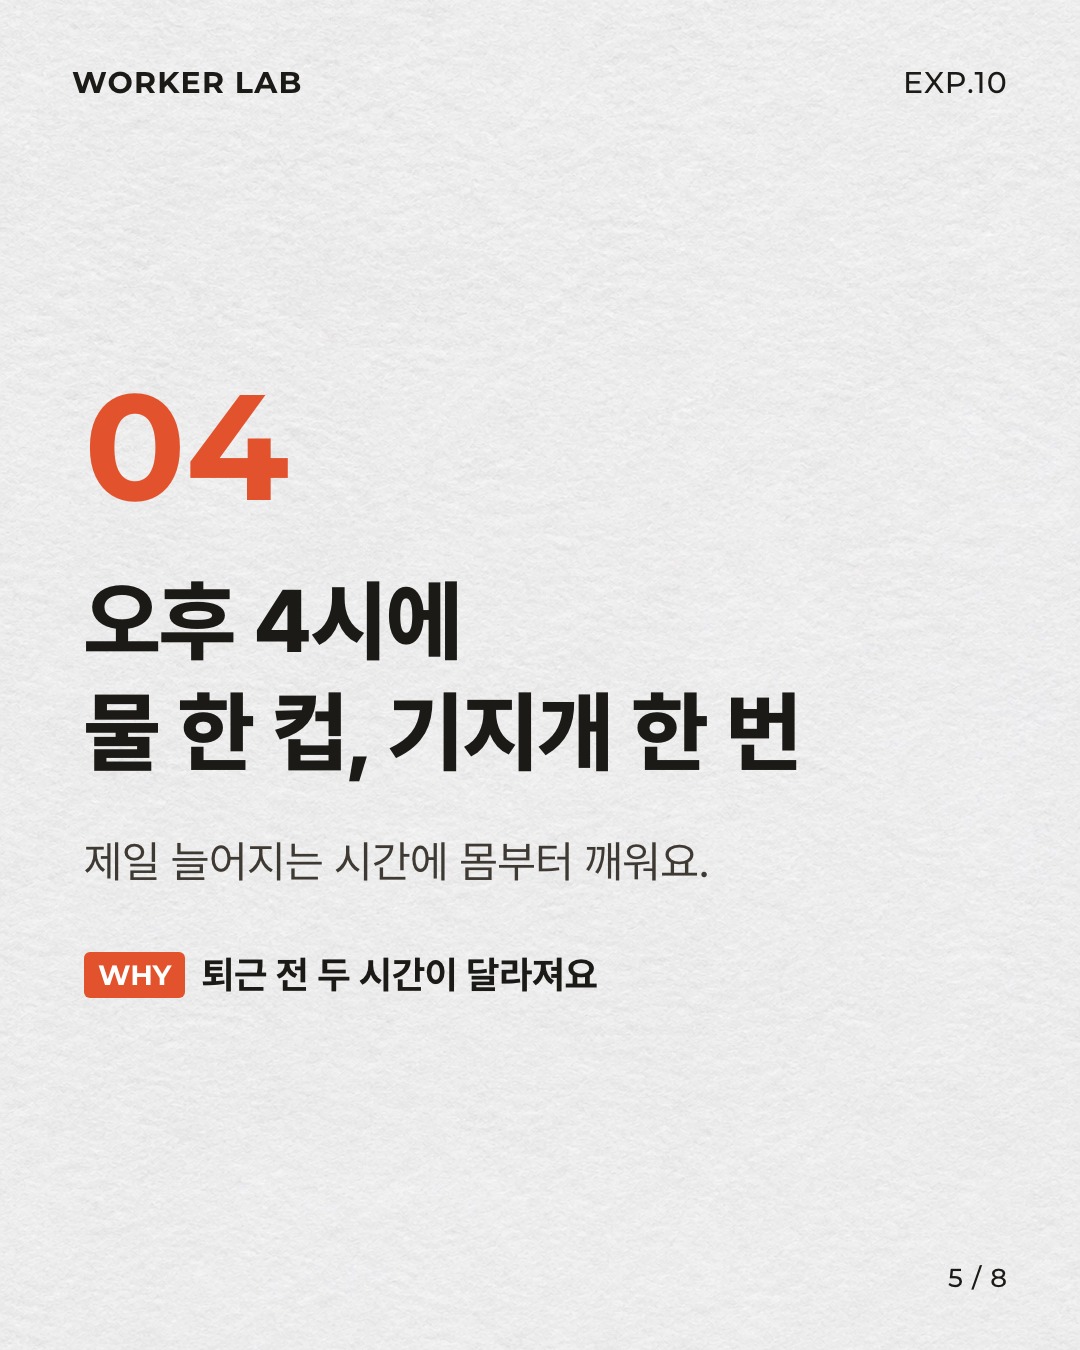 WORKER LAB
EXP.10
04
오후 4시에
물 한 컵, 기지개 한 번
제일 늘어지는 시간에 몸부터 깨워요.
WHY 퇴근 전 두 시간이 달라져요
5 / 8